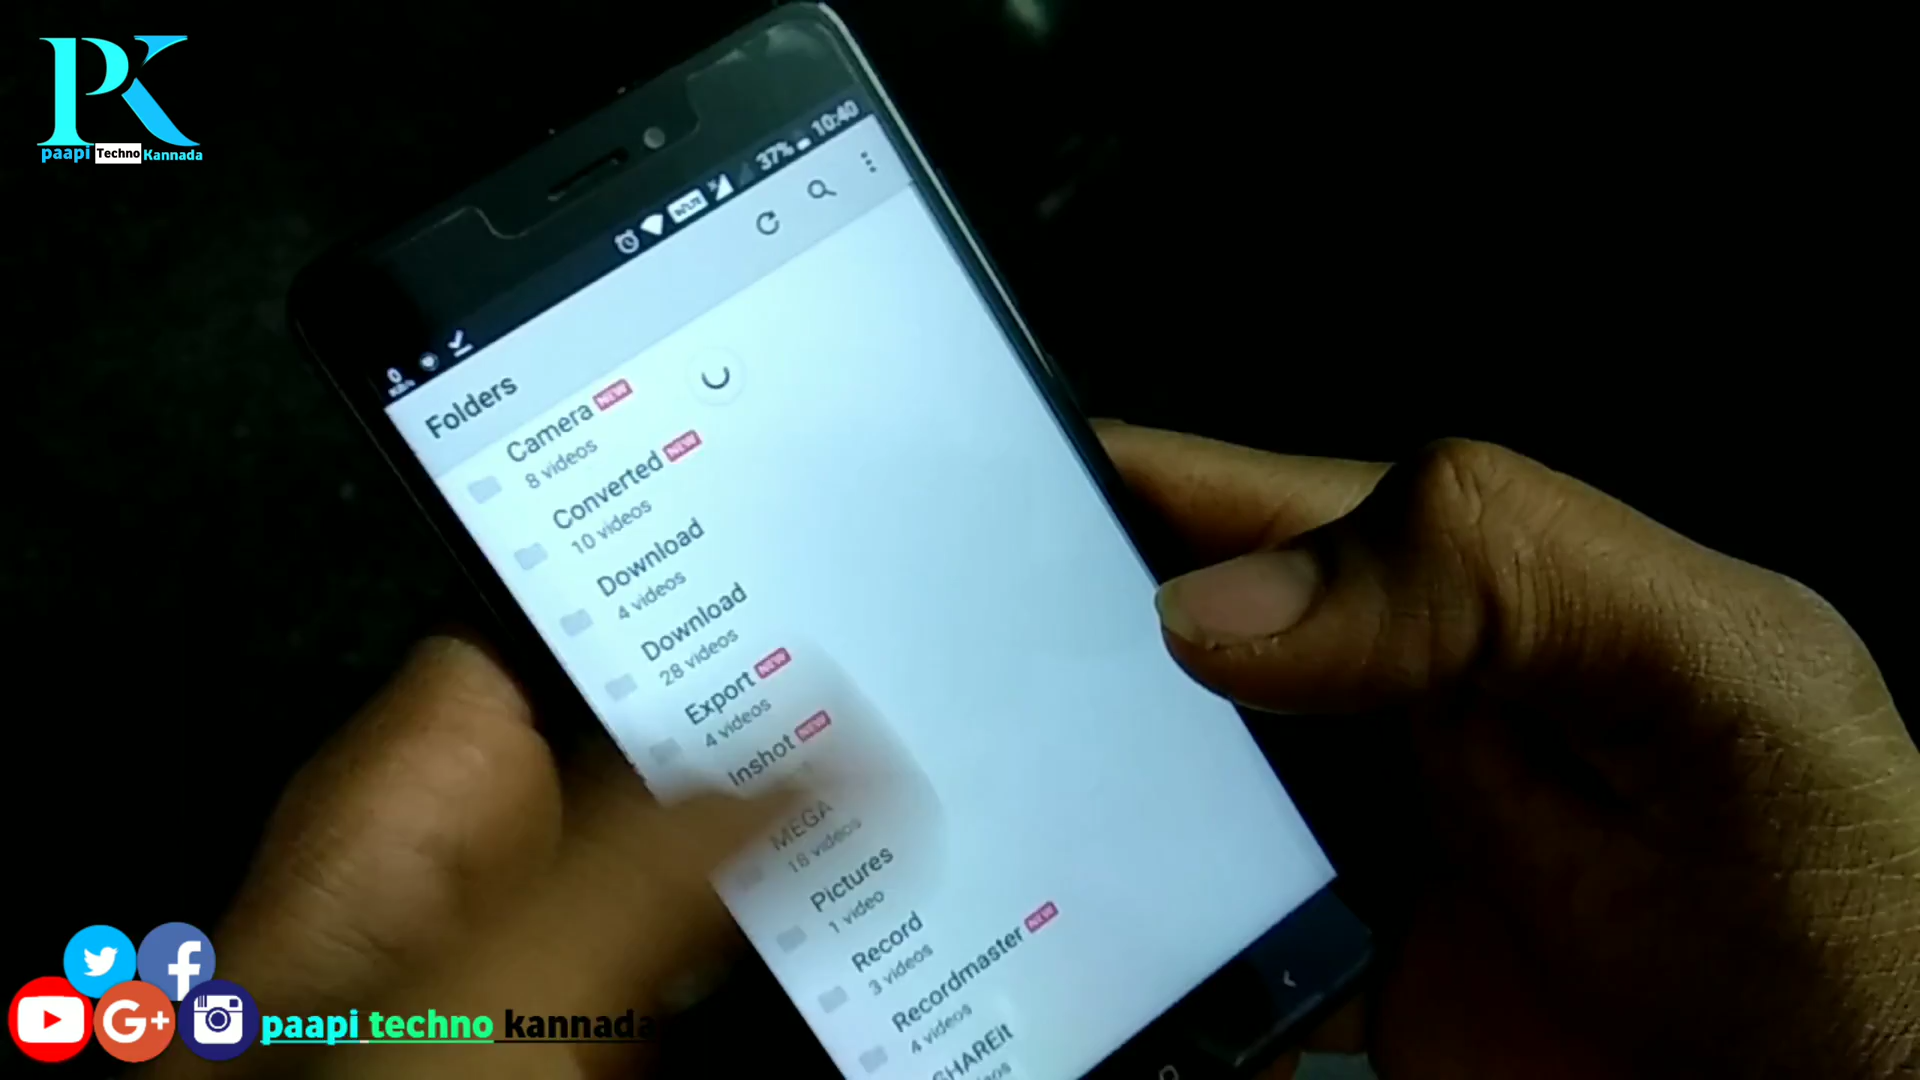 PK
paapi Techno Kannada
10:40
37%
Folders
Camera NEW
8 videos
Converted NEW
10 videos
Download
4 videos
Download
28 videos
Export NEW
4 videos
Inshot NEW
MEGA
18 videos
Pictures
1 video
Record
3 videos
Recordmaster NEW
4 videos
SHAREit
G+
paapi techno kannada